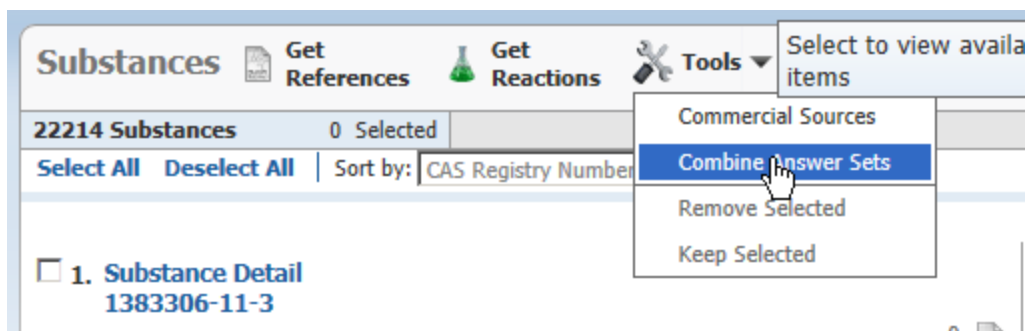 Substances
Get References
Get Reactions
Tools
Select to view availa
items
Commercial Sources
22214 Substances 0 Selected
Combine Answer Sets
Select All Deselect All Sort by: CAS Registry Number
Remove Selected
Keep Selected
1. Substance Detail
1383306-11-3